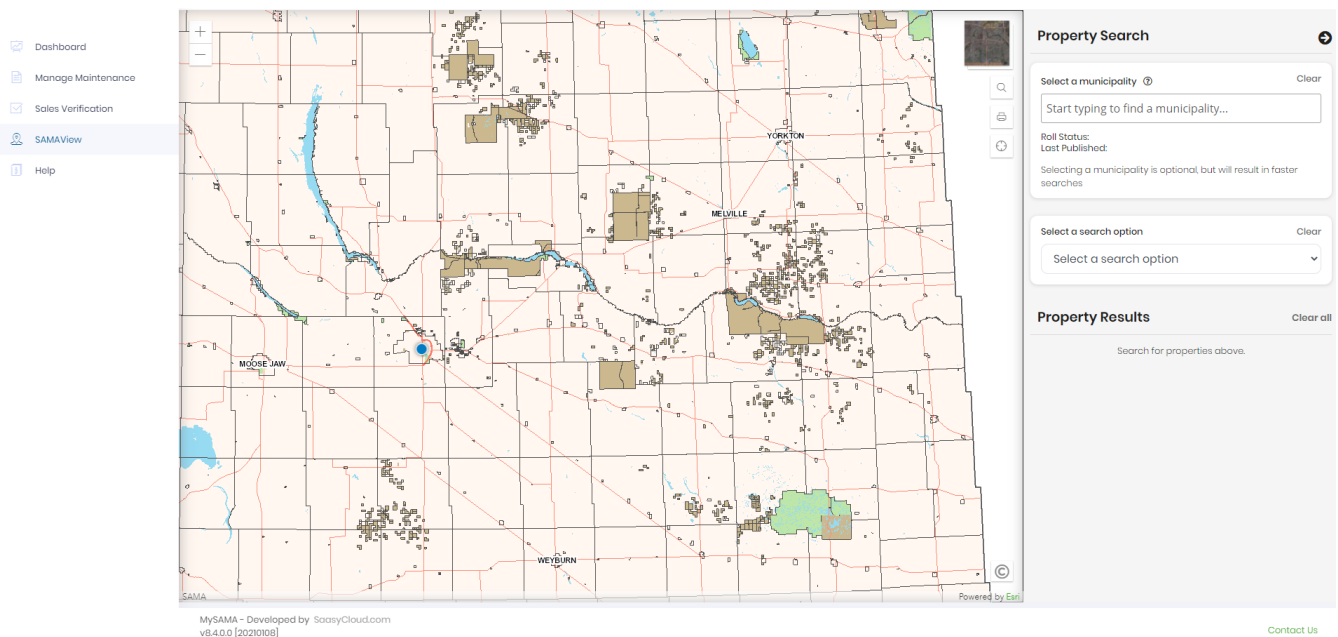 Dashboard
Manage Maintenance
Sales Verification
SAMAView
Help
+
−
YORKTON
MELVILLE
MOOSE JAW
WEYBURN
SAMA
Powered by Esri
Property Search
Select a municipality
Clear
Start typing to find a municipality...
Roll Status:
Last Published:
Selecting a municipality is optional, but will result in faster
searches
Select a search option
Clear
Select a search option
Property Results
Clear all
Search for properties above.
MySAMA - Developed by SaasyCloud.com
v8.4.0.0 [20210108]
Contact Us